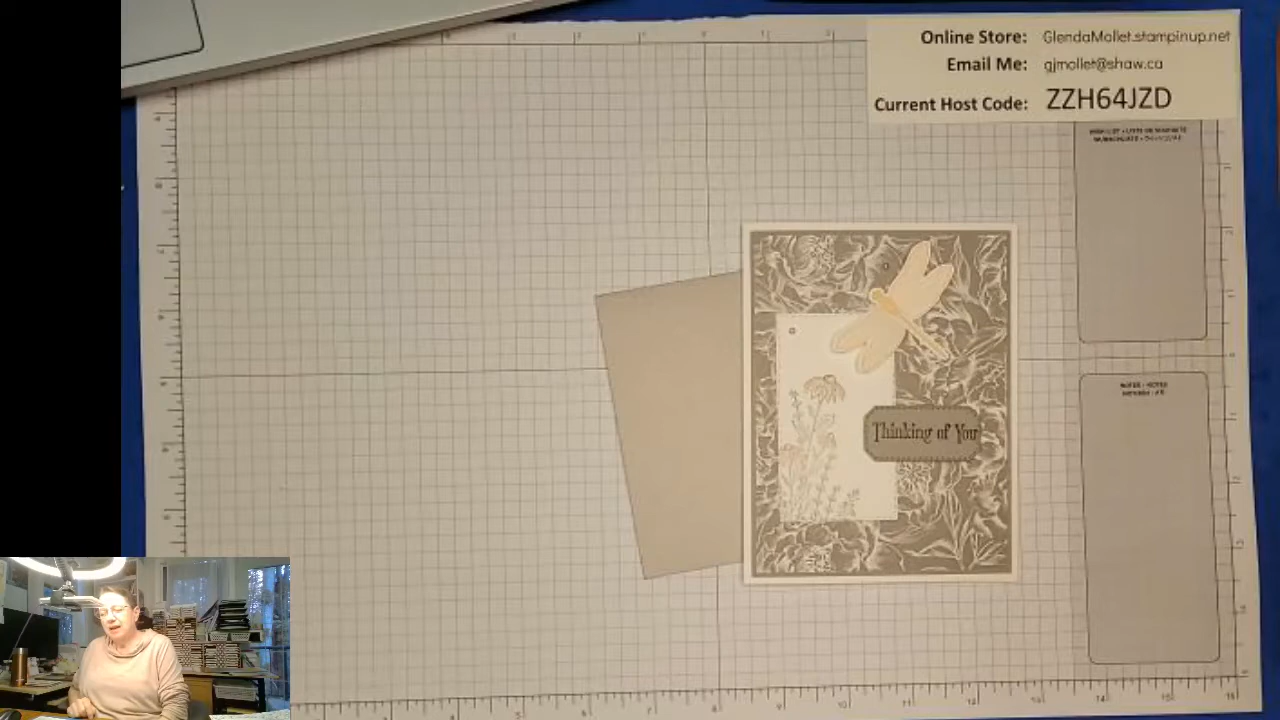 Online Store: GlendaMollet.stampinup.net
Email Me: gjmollet@shaw.ca
Current Host Code: ZZH64JZD
Thinking of You